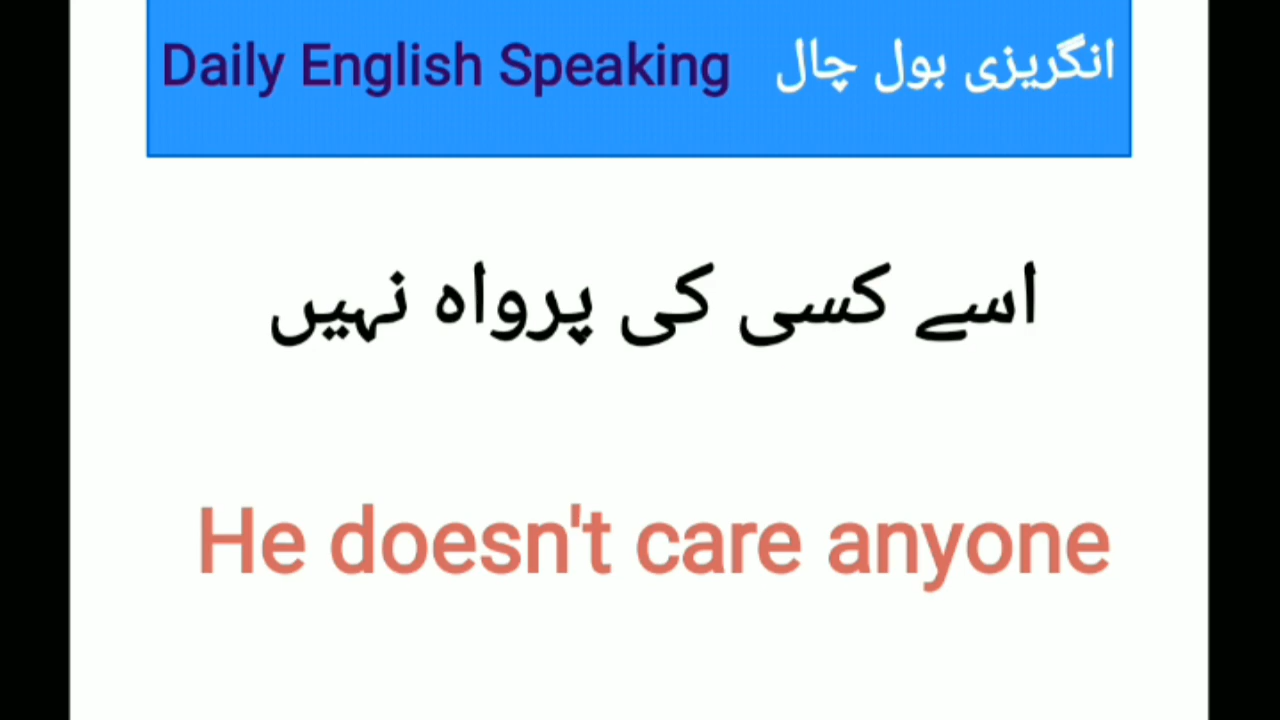 Daily English Speaking انگریزی بول چال
اسے کسی کی پرواہ نہیں
He doesn't care anyone